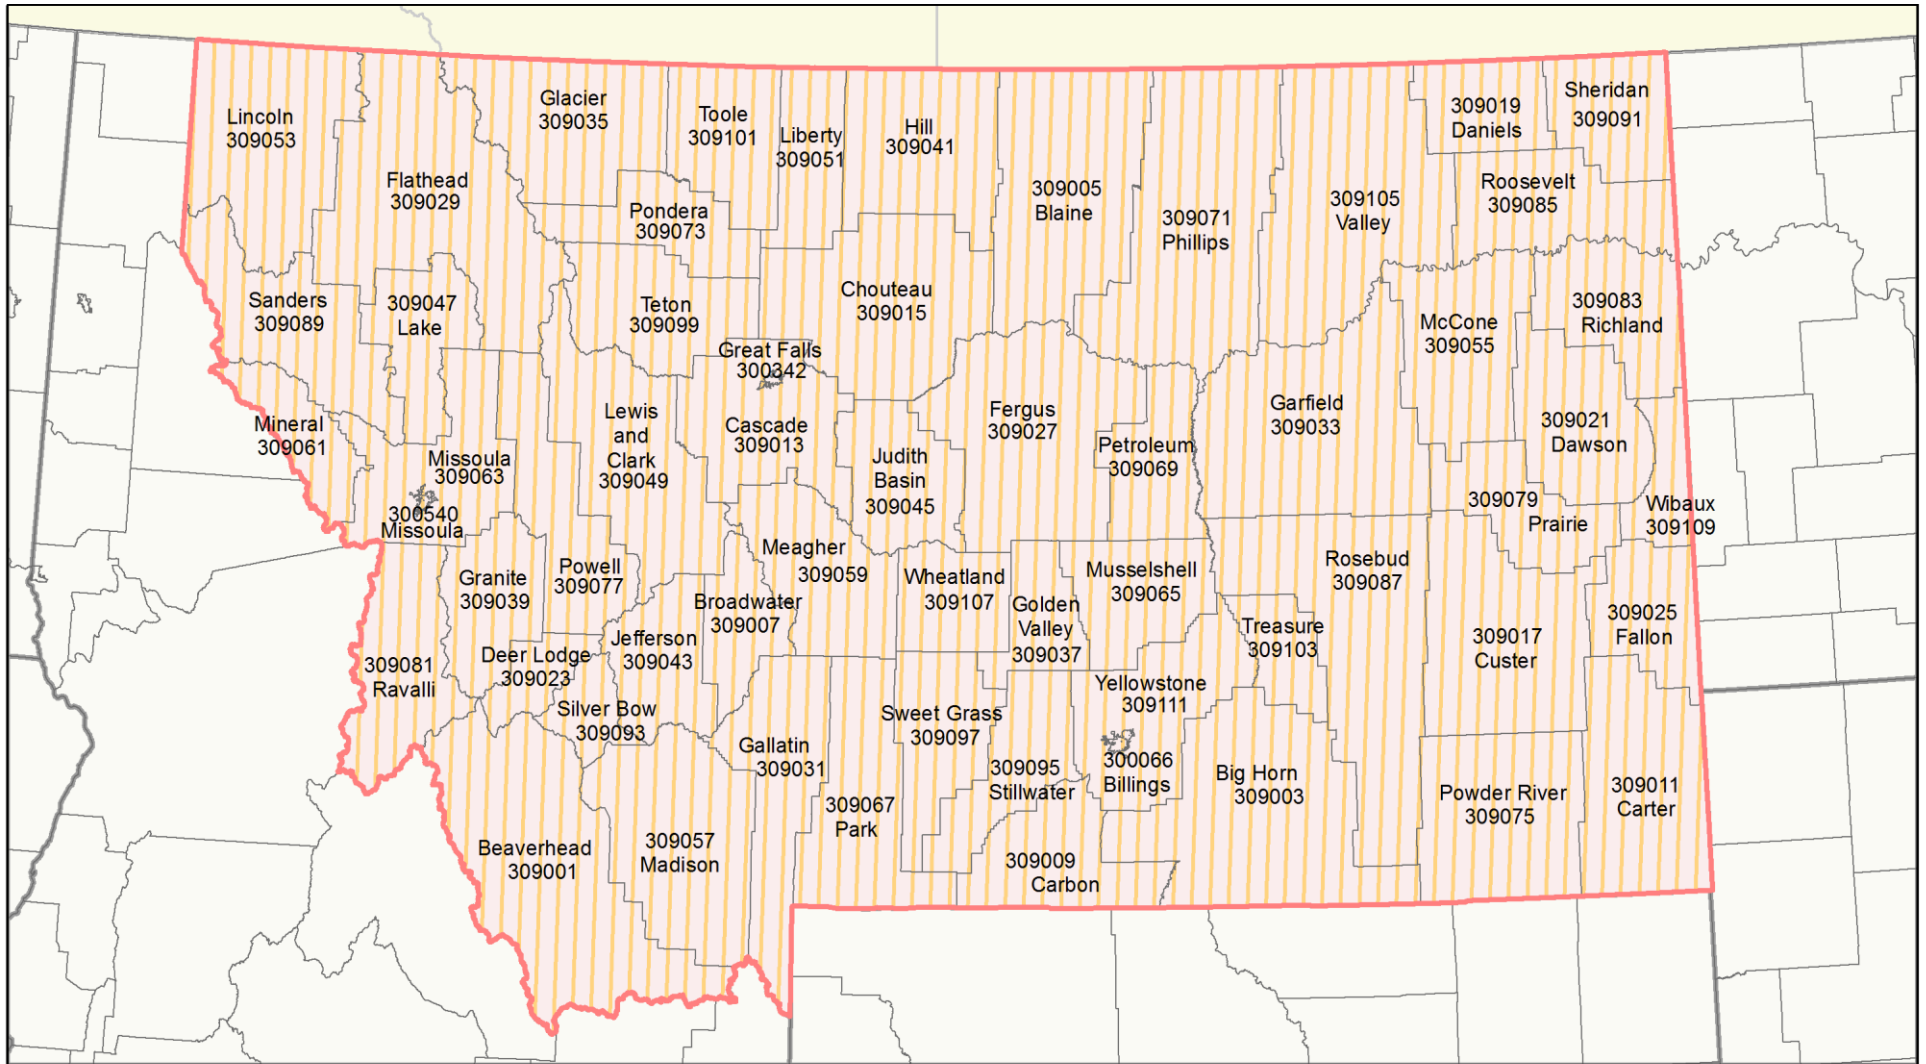 Lincoln
309053
Flathead
309029
Glacier
309035
Toole
309101
Liberty
309051
Hill
309041
309005
Blaine
309071
Phillips
309105
Valley
309019
Daniels
Sheridan
309091
Roosevelt
309085
Pondera
309073
Sanders
309089
309047
Lake
Teton
309099
Chouteau
309015
Great Falls
300342
McCone
309055
309083
Richland
Mineral
309061
Missoula
309063
300540
Missoula
Lewis
and
Clark
309049
Cascade
309013
Judith
Basin
309045
Fergus
309027
Petroleum
309069
Garfield
309033
309021
Dawson
309079
Prairie
Wibaux
309109
Granite
309039
Powell
309077
Meagher
309059
Broadwater
309007
Wheatland
309107
Golden
Valley
309037
Musselshell
309065
Rosebud
309087
Treasure
309103
309017
Custer
309025
Fallon
309081
Ravalli
Deer Lodge
309023
Jefferson
309043
Silver Bow
309093
Gallatin
309031
Sweet Grass
309097
309095
Stillwater
Yellowstone
309111
300066
Billings
Big Horn
309003
Powder River
309075
309011
Carter
Beaverhead
309001
309057
Madison
309067
Park
309009
Carbon